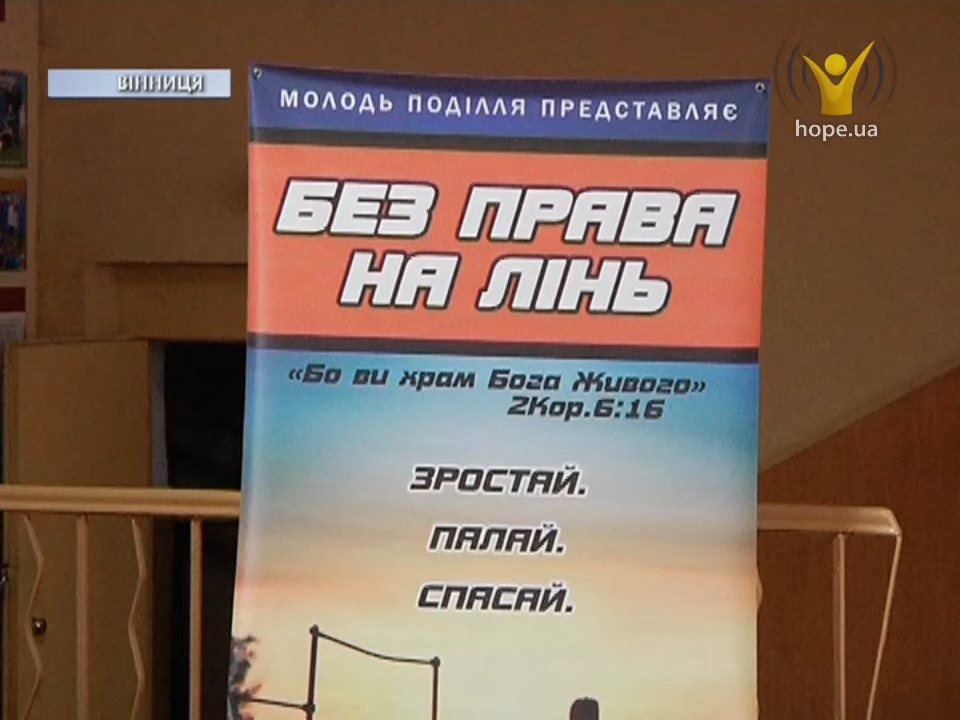 ВІННИЦЯ
hope.ua
МОЛОДЬ ПОДІЛЛЯ ПРЕДСТАВЛЯЄ
БЕЗ ПРАВА
НА ЛІНЬ
«Бо ви храм Бога Живого»
2Кор.6:16
ЗРОСТАЙ.
ПАЛАЙ.
СПАСАЙ.